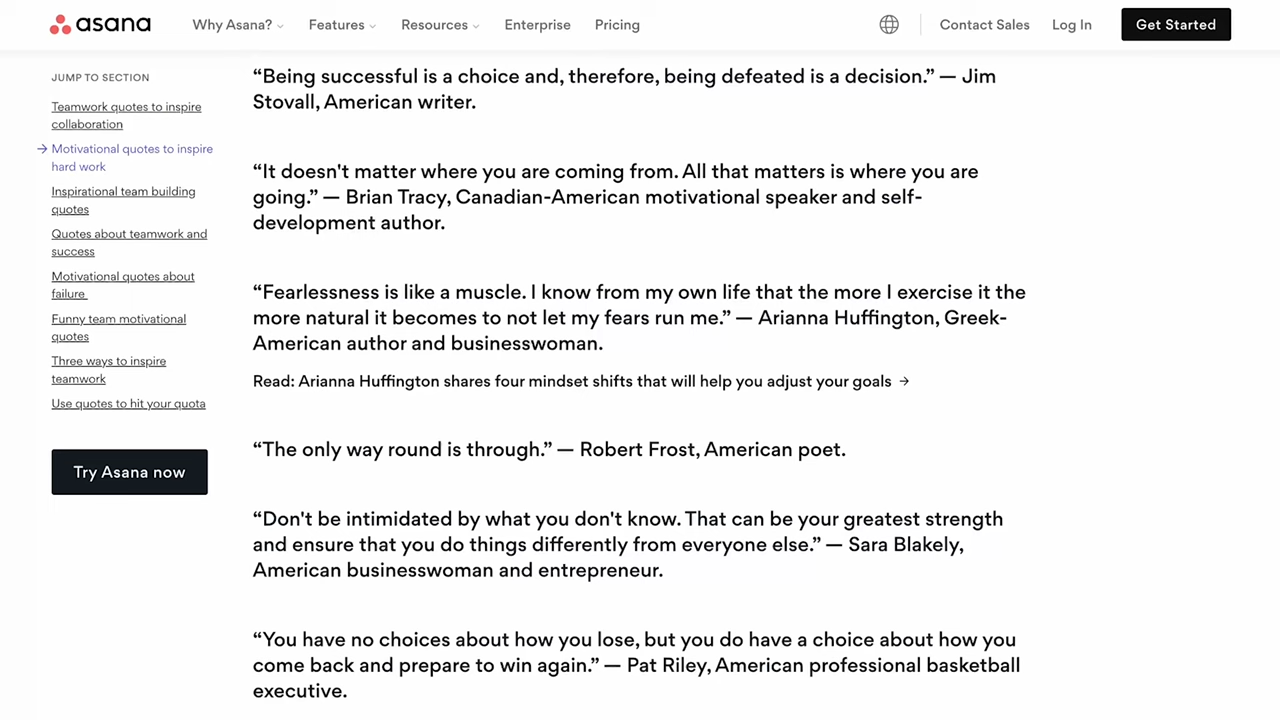 asana
Why Asana?
Features
Resources
Enterprise
Pricing
Contact Sales
Log In
Get Started
JUMP TO SECTION
Teamwork quotes to inspire
collaboration
→ Motivational quotes to inspire
hard work
Inspirational team building
quotes
Quotes about teamwork and
success
Motivational quotes about
failure
Funny team motivational
quotes
Three ways to inspire
teamwork
Use quotes to hit your quota
Try Asana now
“Being successful is a choice and, therefore, being defeated is a decision.” — Jim
Stovall, American writer.
“It doesn't matter where you are coming from. All that matters is where you are
going.” — Brian Tracy, Canadian-American motivational speaker and self-
development author.
“Fearlessness is like a muscle. I know from my own life that the more I exercise it the
more natural it becomes to not let my fears run me.” — Arianna Huffington, Greek-
American author and businesswoman.
Read: Arianna Huffington shares four mindset shifts that will help you adjust your goals →
“The only way round is through.” — Robert Frost, American poet.
“Don't be intimidated by what you don't know. That can be your greatest strength
and ensure that you do things differently from everyone else.” — Sara Blakely,
American businesswoman and entrepreneur.
“You have no choices about how you lose, but you do have a choice about how you
come back and prepare to win again.” — Pat Riley, American professional basketball
executive.